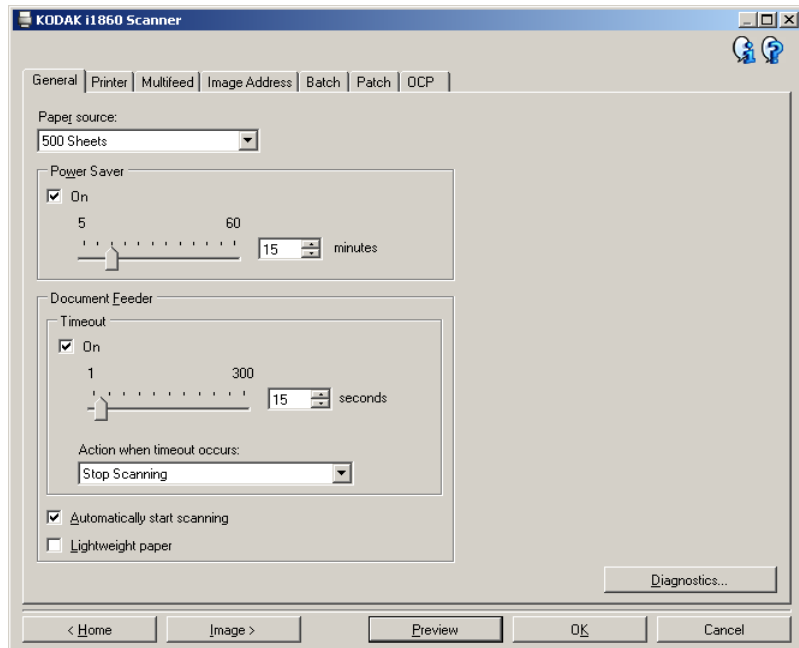 KODAK i1860 Scanner
General Printer Multifeed Image Address Batch Patch OCP
Paper source:
500 Sheets
Power Saver
On
5 60
15 minutes
Document Feeder
Timeout
On
1 300
15 seconds
Action when timeout occurs:
Stop Scanning
Automatically start scanning
Lightweight paper
Diagnostics...
< Home Image > Preview OK Cancel